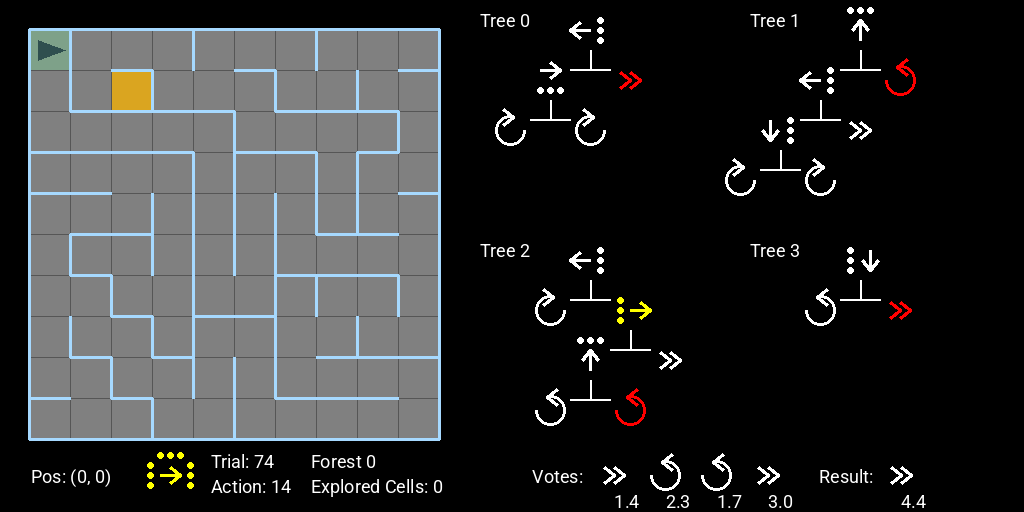 Tree 0
Tree 1
Tree 2
Tree 3
Pos: (0, 0)
Trial: 74
Forest 0
Action: 14
Explored Cells: 0
Votes:
Result:
1.4
2.3
1.7
3.0
4.4